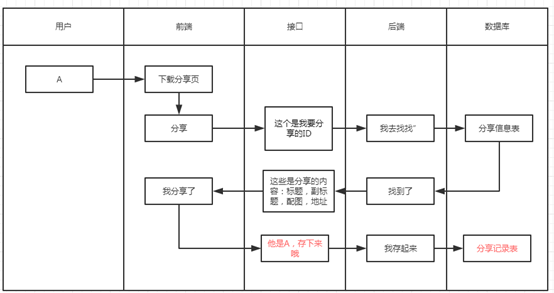 用户
前端
接口
后端
数据库
A
下载分享页
分享
这个是我要分
享的ID
我去找找“
分享信息表
我分享了
这些是分享的内
容：标题，副标
题，配图，地址
找到了
他是A，存下来
哦
我存起来
分享记录表